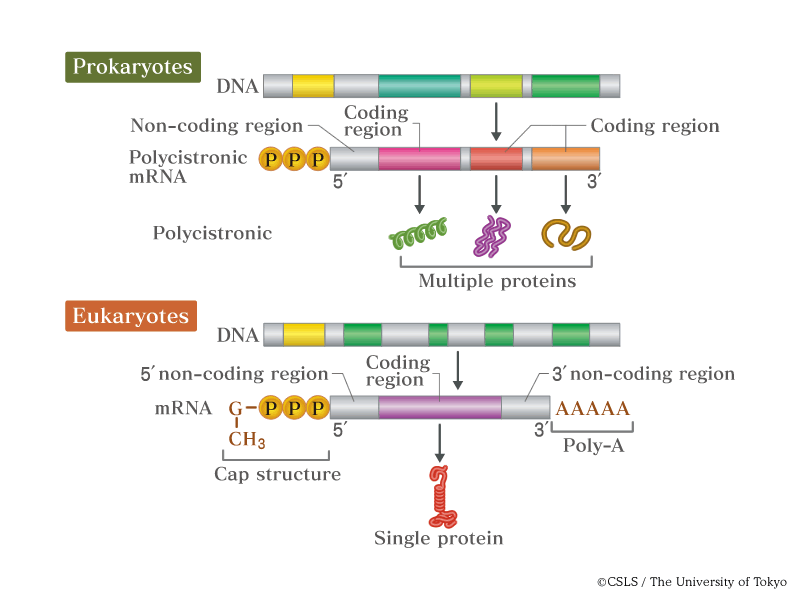 Prokaryotes
DNA
Non-coding region
Coding
region
Coding region
Polycistronic
mRNA
P P P
5′
3′
Polycistronic
Multiple proteins
Eukaryotes
DNA
5′ non-coding region
Coding
region
3′ non-coding region
mRNA
G–P P P
CH3
5′
3′
AAAAA
Poly-A
Cap structure
Single protein
©CSLS / The University of Tokyo